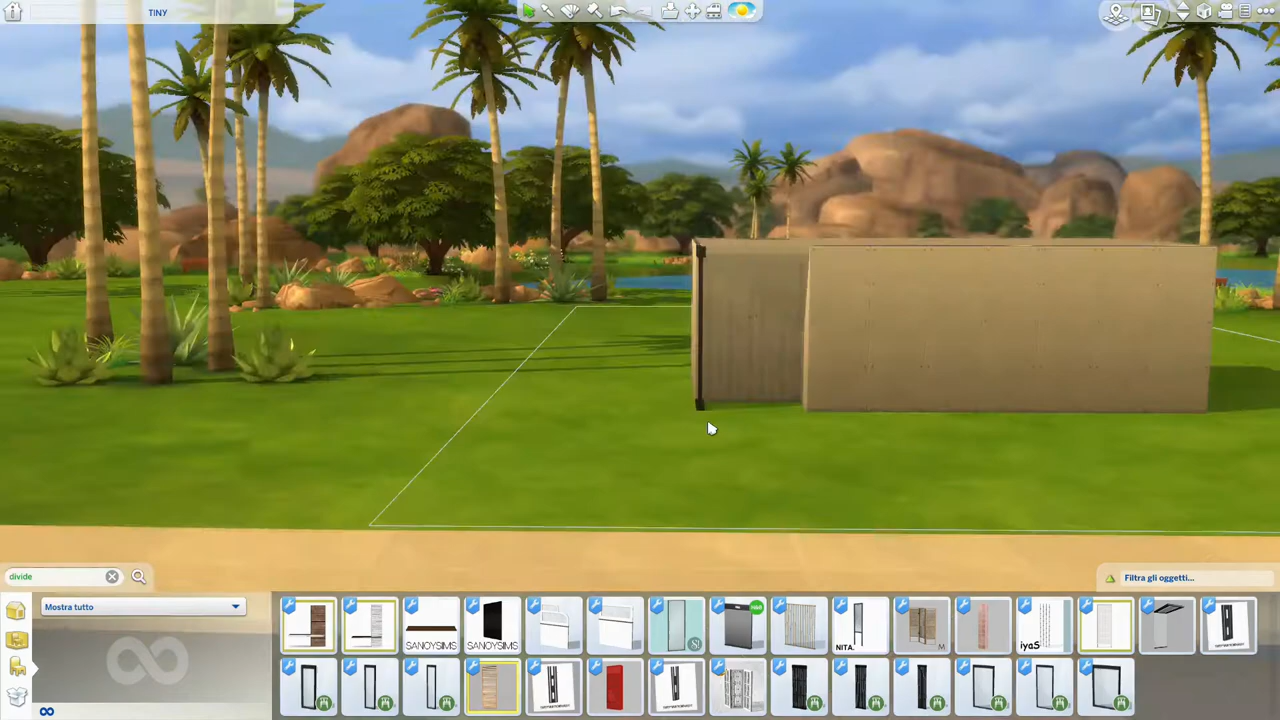 TINY
divide
Filtra gli oggetti...
Mostra tutto
SANOYSIMS
SANOYSIMS
NITA.
M
iyaS